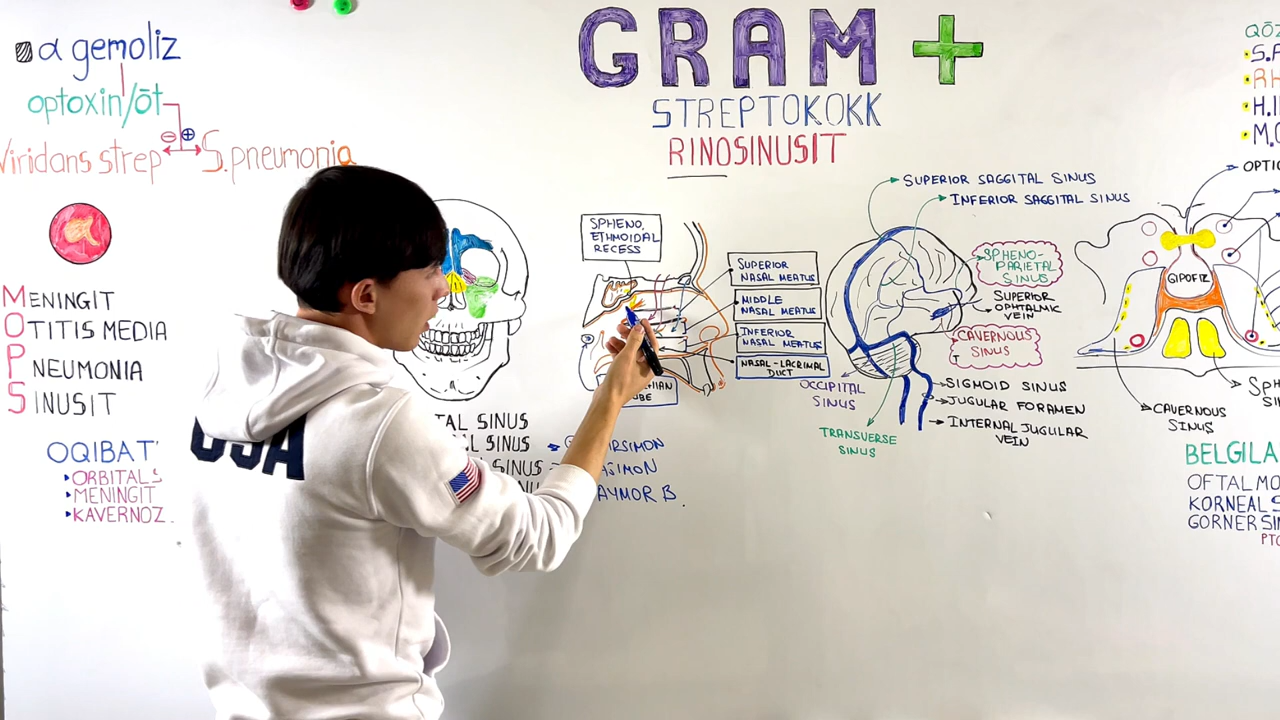 α gemoliz
optoxin/ōt
⊖ ⊕
Viridans strep
S.pneumonia
MENINGIT
OTITIS MEDIA
PNEUMONIA
SINUSIT
OQIBAT'
ORBITAL
MENINGIT
KAVERNOZ
USA
GRAM +
STREPTOKOKK
RINOSINUSIT
SPHENO,
ETHMOIDAL
RECESS
SUPERIOR
NASAL MEATUS
MIDDLE
NASAL MEATUS
INFERIOR
NASAL MEATUS
NASAL-LACRIMAL
DUCT
SINUS
SINUS
SINUS
SUPERIOR SAGGITAL SINUS
INFERIOR SAGGITAL SINUS
SPHENO-
PARIETAL
SINUS
SUPERIOR
OPHTALMIC
VEIN
CAVERNOUS
SINUS
SIGMOID SINUS
JUGULAR FORAMEN
INTERNAL JUGULAR
VEIN
OCCIPITAL
SINUS
TRANSVERSE
SINUS
GIPOFIZ
CAVERNOUS
SINUS
BELGILA
OFTALMO
KORNEAL S
GORNER SIN